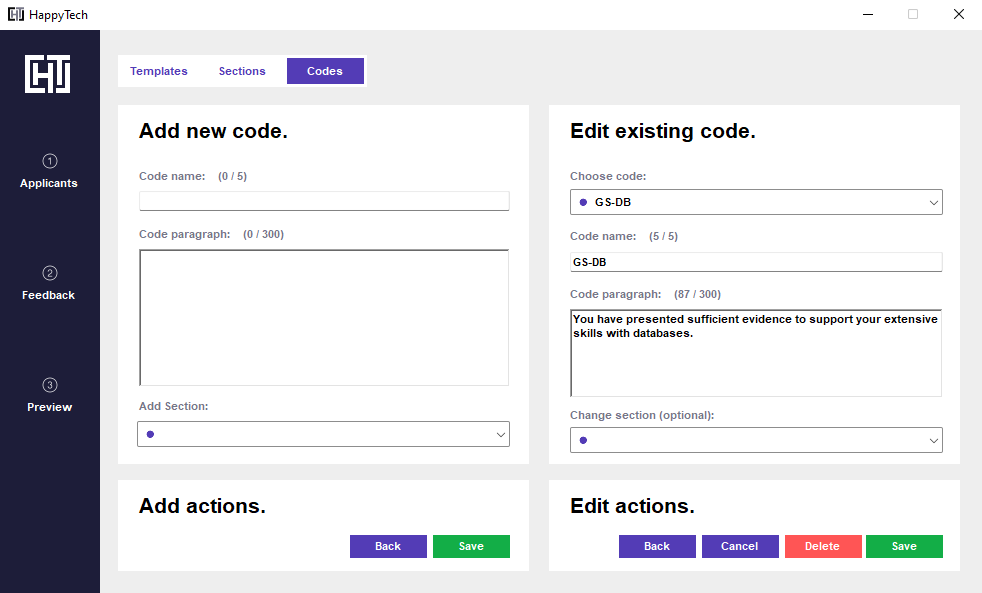 HappyTech
1
Applicants
2
Feedback
3
Preview
Templates Sections Codes
Add new code.
Code name: (0 / 5)
Code paragraph: (0 / 300)
Add Section:
Edit existing code.
Choose code:
GS-DB
Code name: (5 / 5)
GS-DB
Code paragraph: (87 / 300)
You have presented sufficient evidence to support your extensive
skills with databases.
Change section (optional):
Add actions.
Back Save
Edit actions.
Back Cancel Delete Save